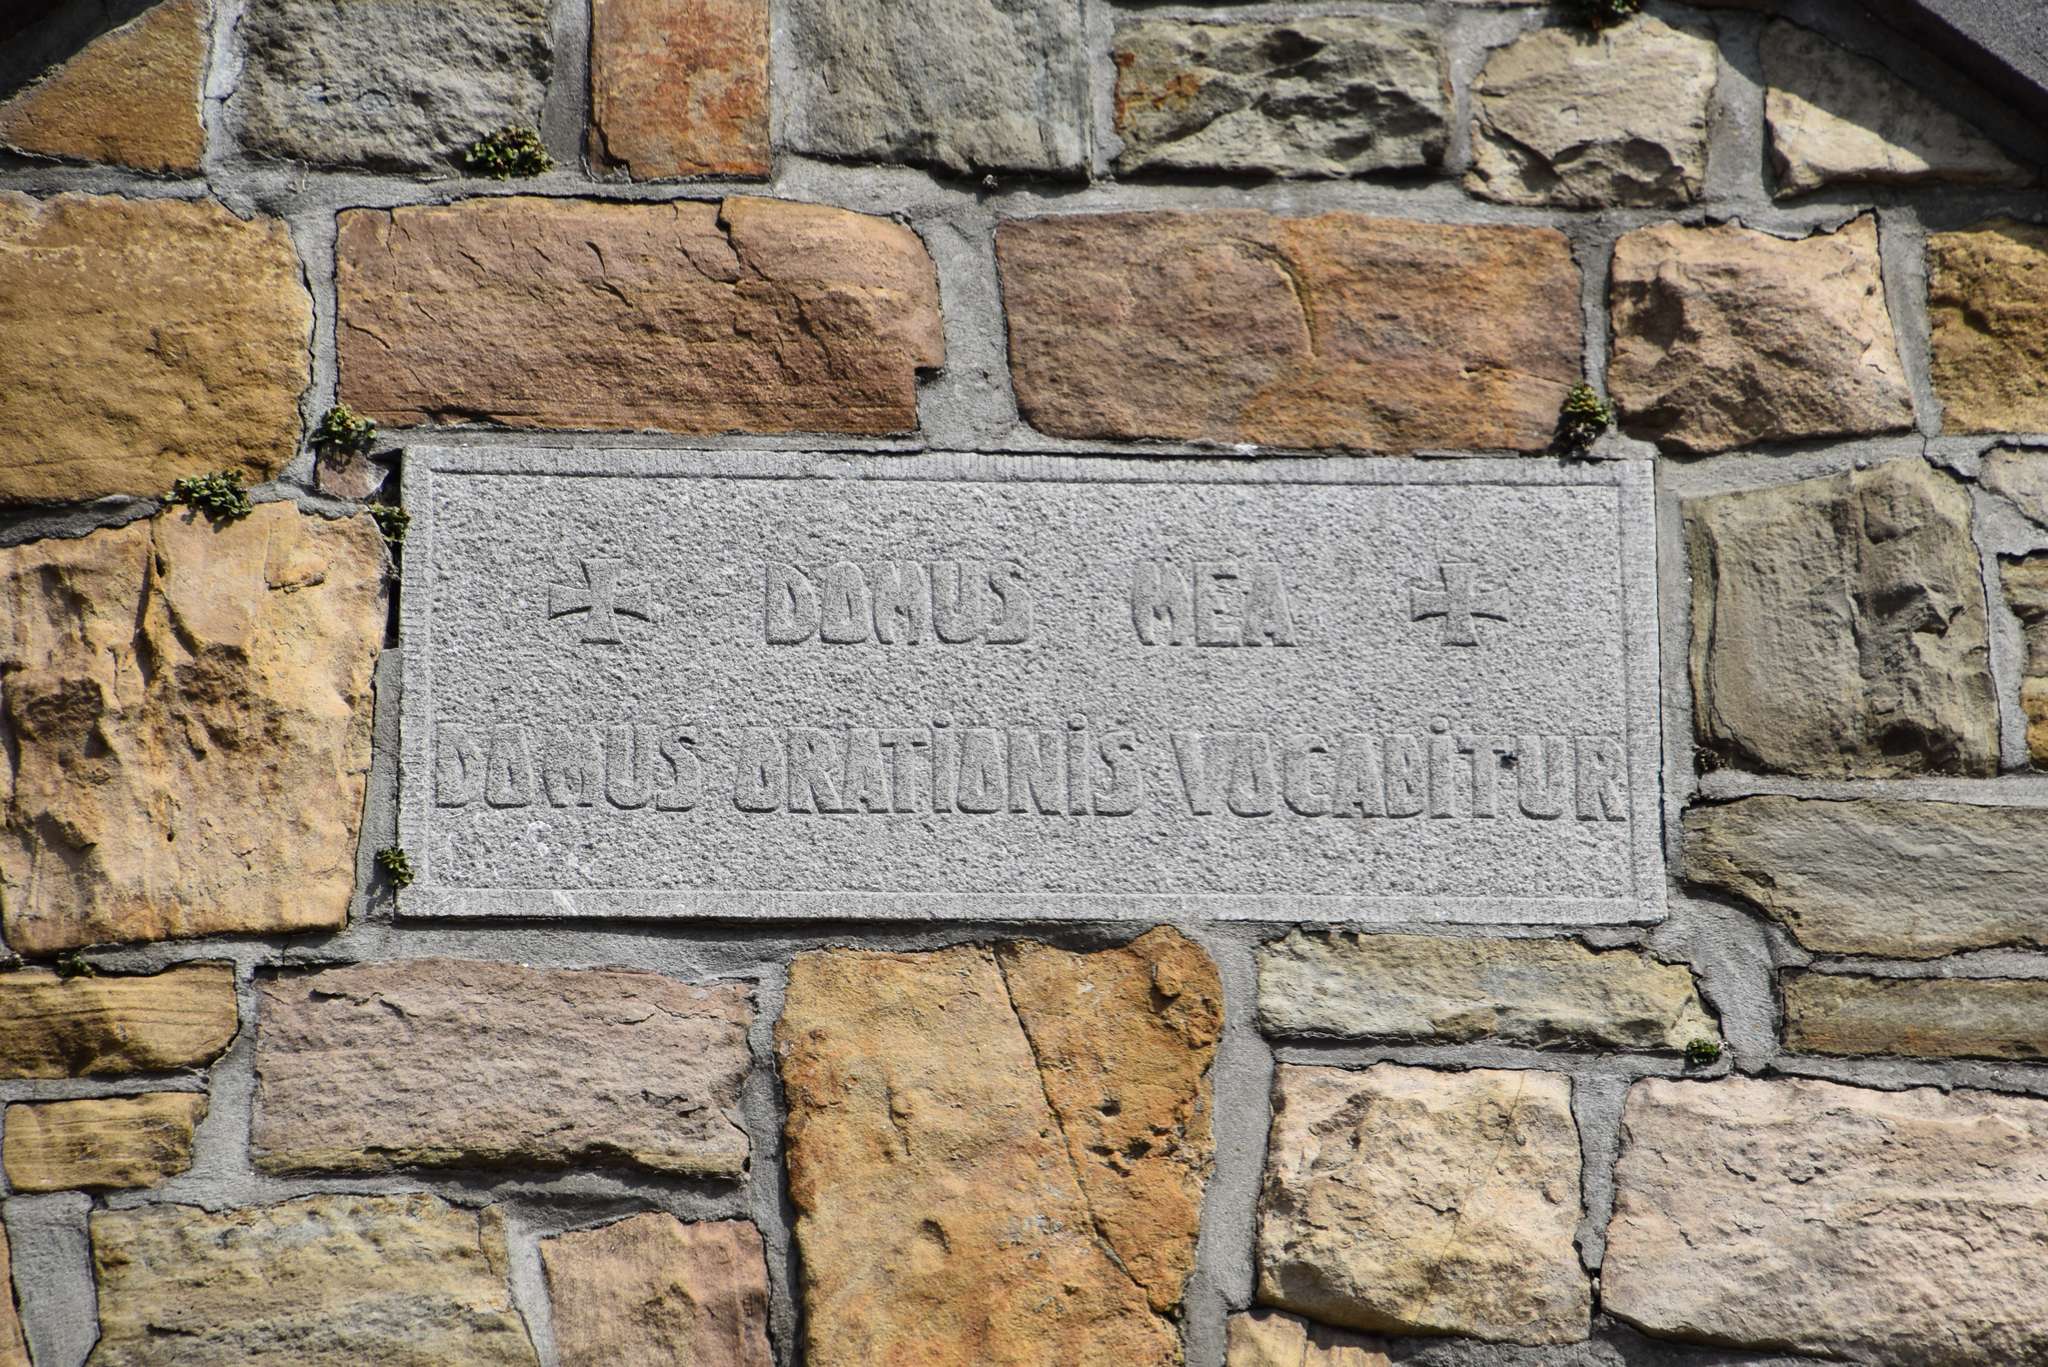 ✠ DOMUS MEA ✠
DOMUS ORATiONiS VOCABiTUR